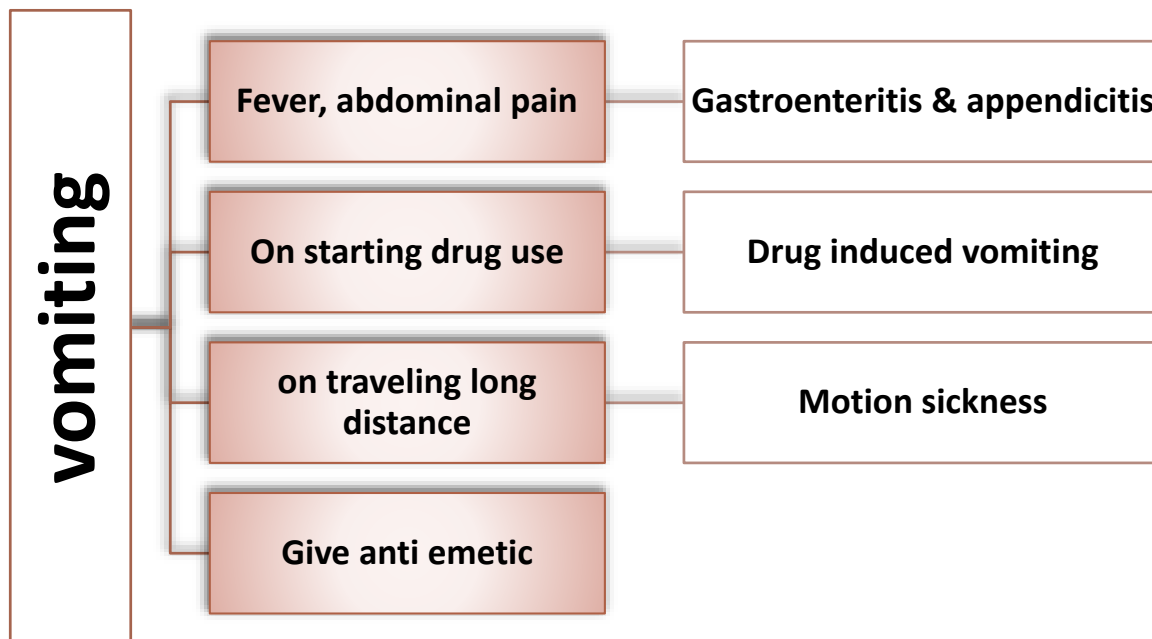 vomiting
Fever, abdominal pain
Gastroenteritis & appendicitis
On starting drug use
Drug induced vomiting
on traveling long
distance
Motion sickness
Give anti emetic